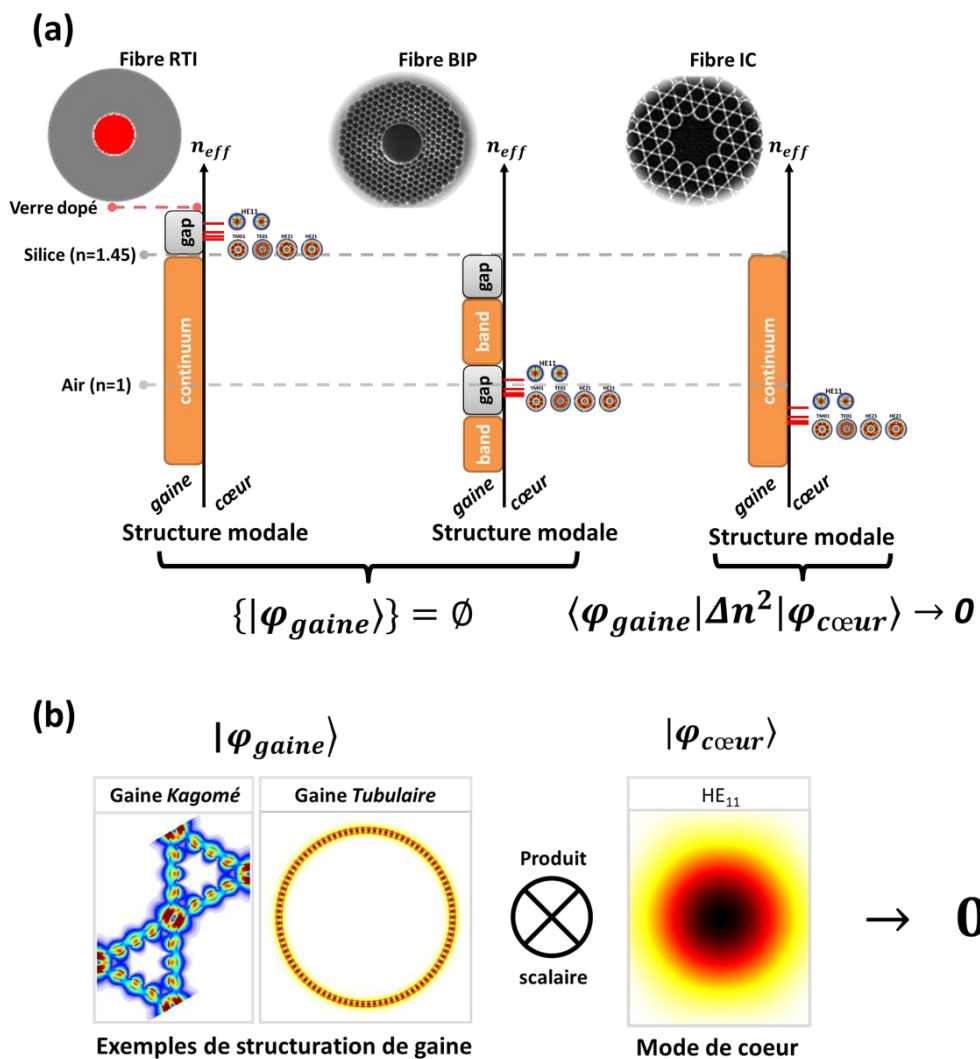 (a)
Fibre RTI
Fibre BIP
Fibre IC
n_eff
n_eff
n_eff
Verre dopé
gap
HE11
TM01 TE01 HE21 HE21
Silice (n=1.45)
continuum
gap
band
gap
band
HE11
TM01 TE01 HE21 HE21
continuum
Air (n=1)
HE11
TM01 TE01 HE21 HE21
gaine cœur
gaine cœur
gaine cœur
Structure modale
Structure modale
Structure modale
{|φ_gaine⟩} = ∅
⟨φ_gaine|Δn²|φ_cœur⟩ → 0
(b)
|φ_gaine⟩
|φ_cœur⟩
Gaine Kagomé
Gaine Tubulaire
HE₁₁
Produit
scalaire
→ 0
Exemples de structuration de gaine
Mode de coeur